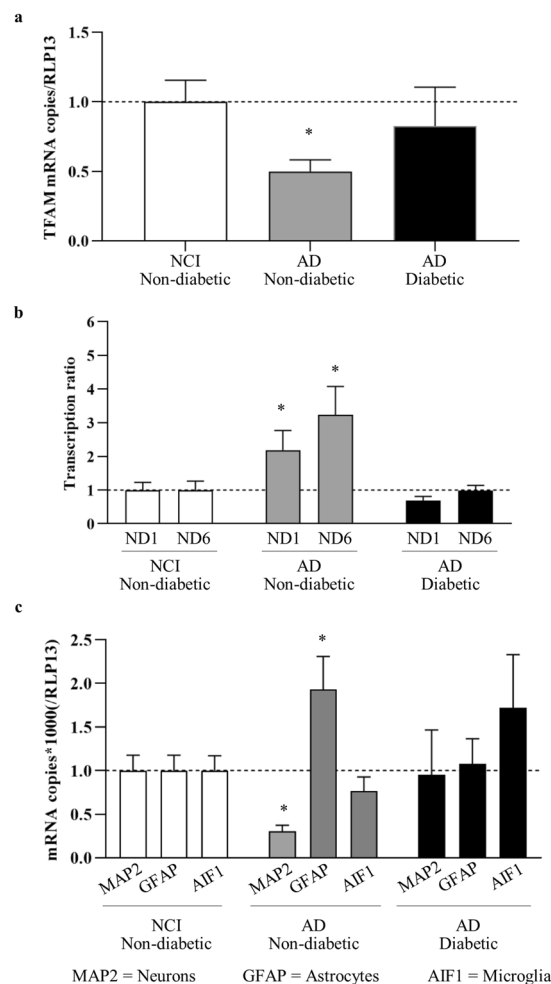 a
TFAM mRNA copies/RLP13
1.5
1.0
0.5
0.0
*
NCI
Non-diabetic
AD
Non-diabetic
AD
Diabetic
b
Transcription ratio
6
5
4
3
2
1
0
*
*
ND1 ND6 ND1 ND6 ND1 ND6
NCI
Non-diabetic
AD
Non-diabetic
AD
Diabetic
c
mRNA copies*1000(/RLP13)
2.5
2.0
1.5
1.0
0.5
0.0
*
*
MAP2 GFAP AIF1 MAP2 GFAP AIF1 MAP2 GFAP AIF1
NCI
Non-diabetic
AD
Non-diabetic
AD
Diabetic
MAP2 = Neurons GFAP = Astrocytes AIF1 = Microglia